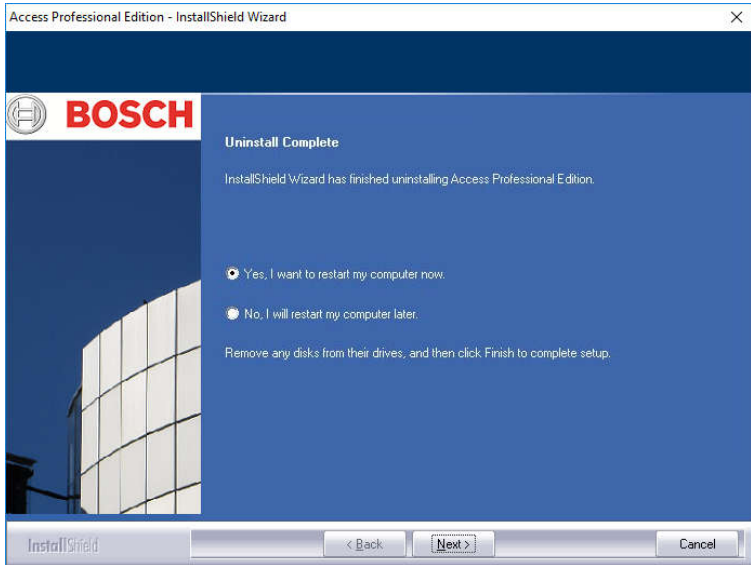 Access Professional Edition - InstallShield Wizard
BOSCH
Uninstall Complete
InstallShield Wizard has finished uninstalling Access Professional Edition.
Yes, I want to restart my computer now.
No, I will restart my computer later.
Remove any disks from their drives, and then click Finish to complete setup.
InstallShield
< Back
Next >
Cancel